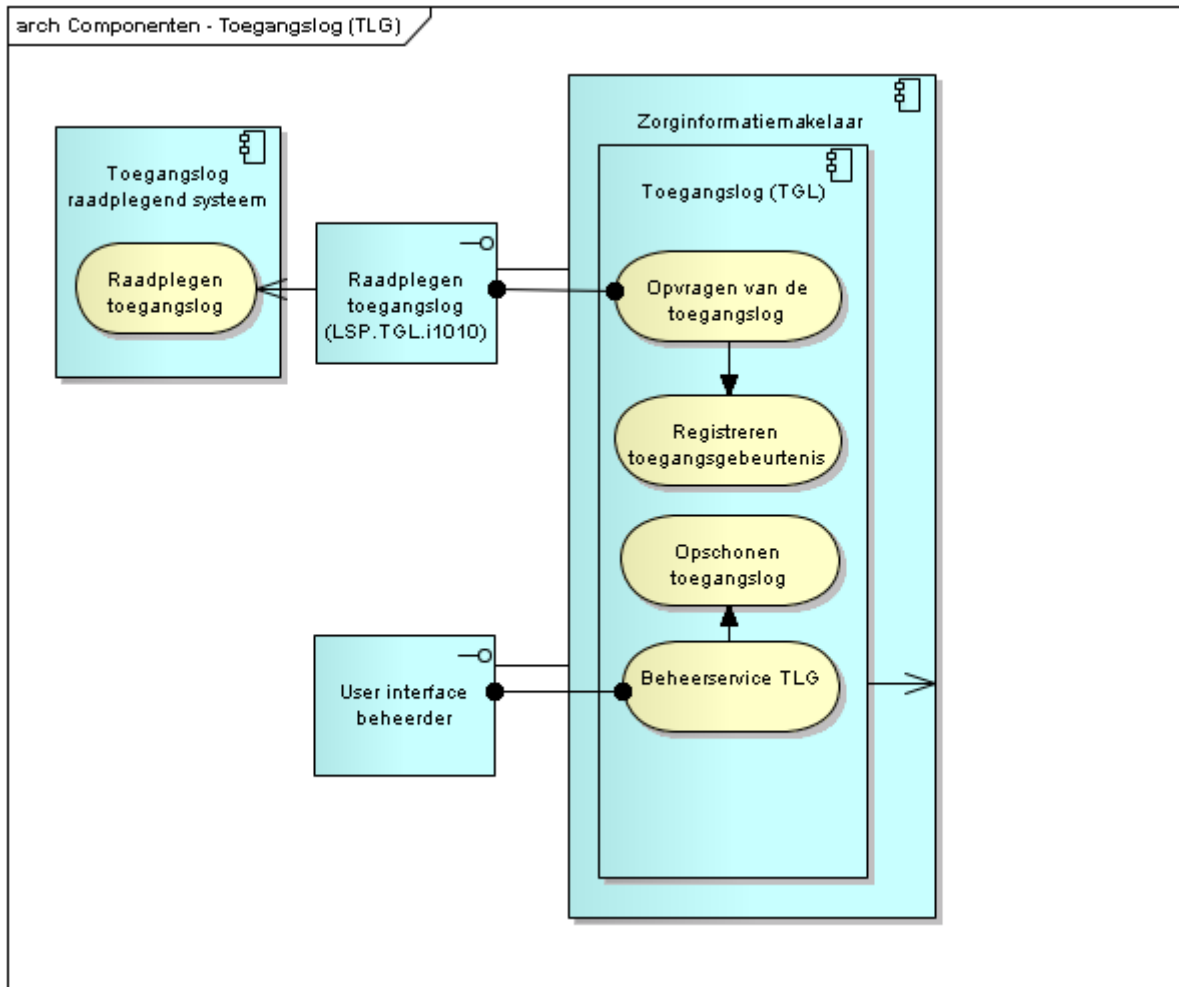 arch Componenten - Toegangslog (TLG)
Zorginformatiemakelaar
Toegangslog
raadplegend systeem
Toegangslog (TGL)
Raadplegen
toegangslog
Raadplegen
toegangslog
(LSP.TGL.i1010)
Opvragen van de
toegangslog
Registreren
toegangsgebeurtenis
Opschonen
toegangslog
User interface
beheerder
Beheerservice TLG